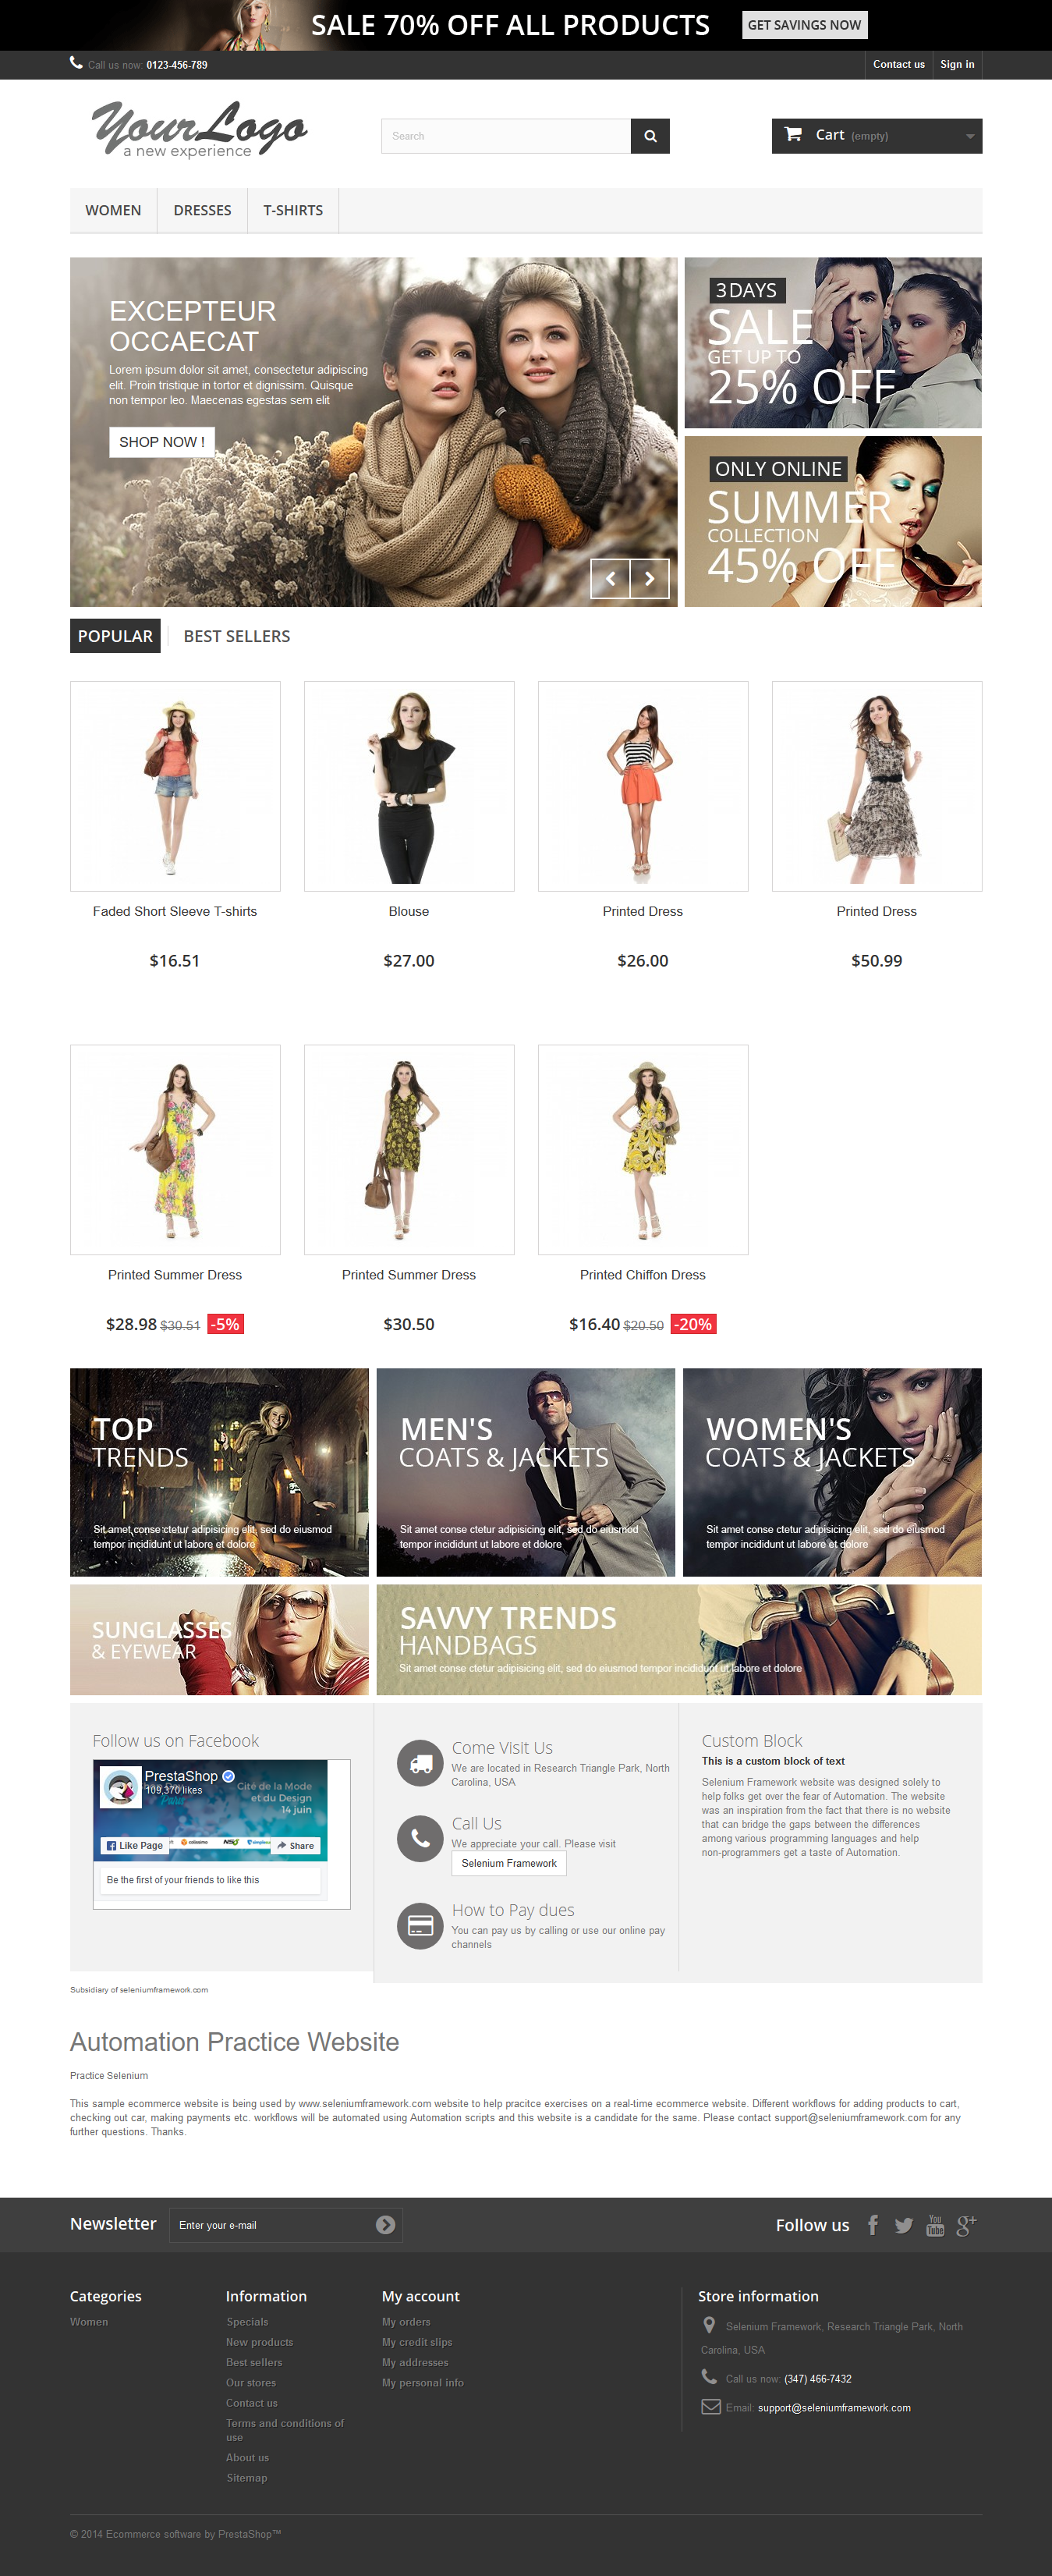 SALE 70% OFF ALL PRODUCTS
GET SAVINGS NOW
Call us now: 0123-456-789
Contact us
Sign in
YourLogo
a new experience
Search
Cart (empty)
WOMEN
DRESSES
T-SHIRTS
EXCEPTEUR
OCCAECAT
Lorem ipsum dolor sit amet, consectetur adipiscing
elit. Proin tristique in tortor et dignissim. Quisque
non tempor leo. Maecenas egestas sem elit
SHOP NOW !
3DAYS
SALE
GET UP TO
25% OFF
ONLY ONLINE
SUMMER
COLLECTION
45% OFF
POPULAR
BEST SELLERS
Faded Short Sleeve T-shirts
$16.51
Blouse
$27.00
Printed Dress
$26.00
Printed Dress
$50.99
Printed Summer Dress
$28.98 $30.51 -5%
Printed Summer Dress
$30.50
Printed Chiffon Dress
$16.40 $20.50 -20%
TOP
TRENDS
Sit amet conse ctetur adipisicing elit, sed do eiusmod
tempor incididunt ut labore et dolore
MEN'S
COATS & JACKETS
Sit amet conse ctetur adipisicing elit, sed do eiusmod
tempor incididunt ut labore et dolore
WOMEN'S
COATS & JACKETS
Sit amet conse ctetur adipisicing elit, sed do eiusmod
tempor incididunt ut labore et dolore
SUNGLASSES
& EYEWEAR
SAVVY TRENDS
HANDBAGS
Sit amet conse ctetur adipisicing elit, sed do eiusmod tempor incididunt ut labore et dolore
Follow us on Facebook
PrestaShop
109,370 likes
Paris
Cité de la Mode
et du Design
14 juin
Like Page
Share
Be the first of your friends to like this
Come Visit Us
We are located in Research Triangle Park, North
Carolina, USA
Call Us
We appreciate your call. Please visit
Selenium Framework
How to Pay dues
You can pay us by calling or use our online pay
channels
Custom Block
This is a custom block of text
Selenium Framework website was designed solely to
help folks get over the fear of Automation. The website
was an inspiration from the fact that there is no website
that can bridge the gaps between the differences
among various programming languages and help
non-programmers get a taste of Automation.
Subsidiary of seleniumframework.com
Automation Practice Website
Practice Selenium
This sample ecommerce website is being used by www.seleniumframework.com website to help pracitce exercises on a real-time ecommerce website. Different workflows for adding products to cart,
checking out car, making payments etc. workflows will be automated using Automation scripts and this website is a candidate for the same. Please contact support@seleniumframework.com for any
further questions. Thanks.
Newsletter
Enter your e-mail
Follow us
You
Tube
Categories
Women
Information
Specials
New products
Best sellers
Our stores
Contact us
Terms and conditions of
use
About us
Sitemap
My account
My orders
My credit slips
My addresses
My personal info
Store information
Selenium Framework, Research Triangle Park, North
Carolina, USA
Call us now: (347) 466-7432
Email: support@seleniumframework.com
© 2014 Ecommerce software by PrestaShop™